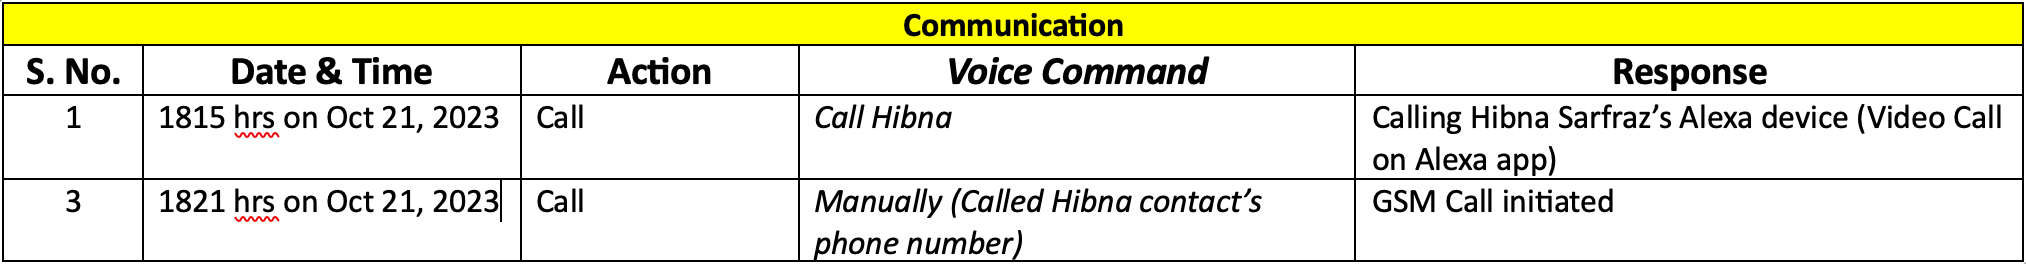 Communication
S. No. Date & Time Action Voice Command Response
1 1815 hrs on Oct 21, 2023 Call Call Hibna Calling Hibna Sarfraz’s Alexa device (Video Call
on Alexa app)
3 1821 hrs on Oct 21, 2023 Call Manually (Called Hibna contact’s GSM Call initiated
phone number)